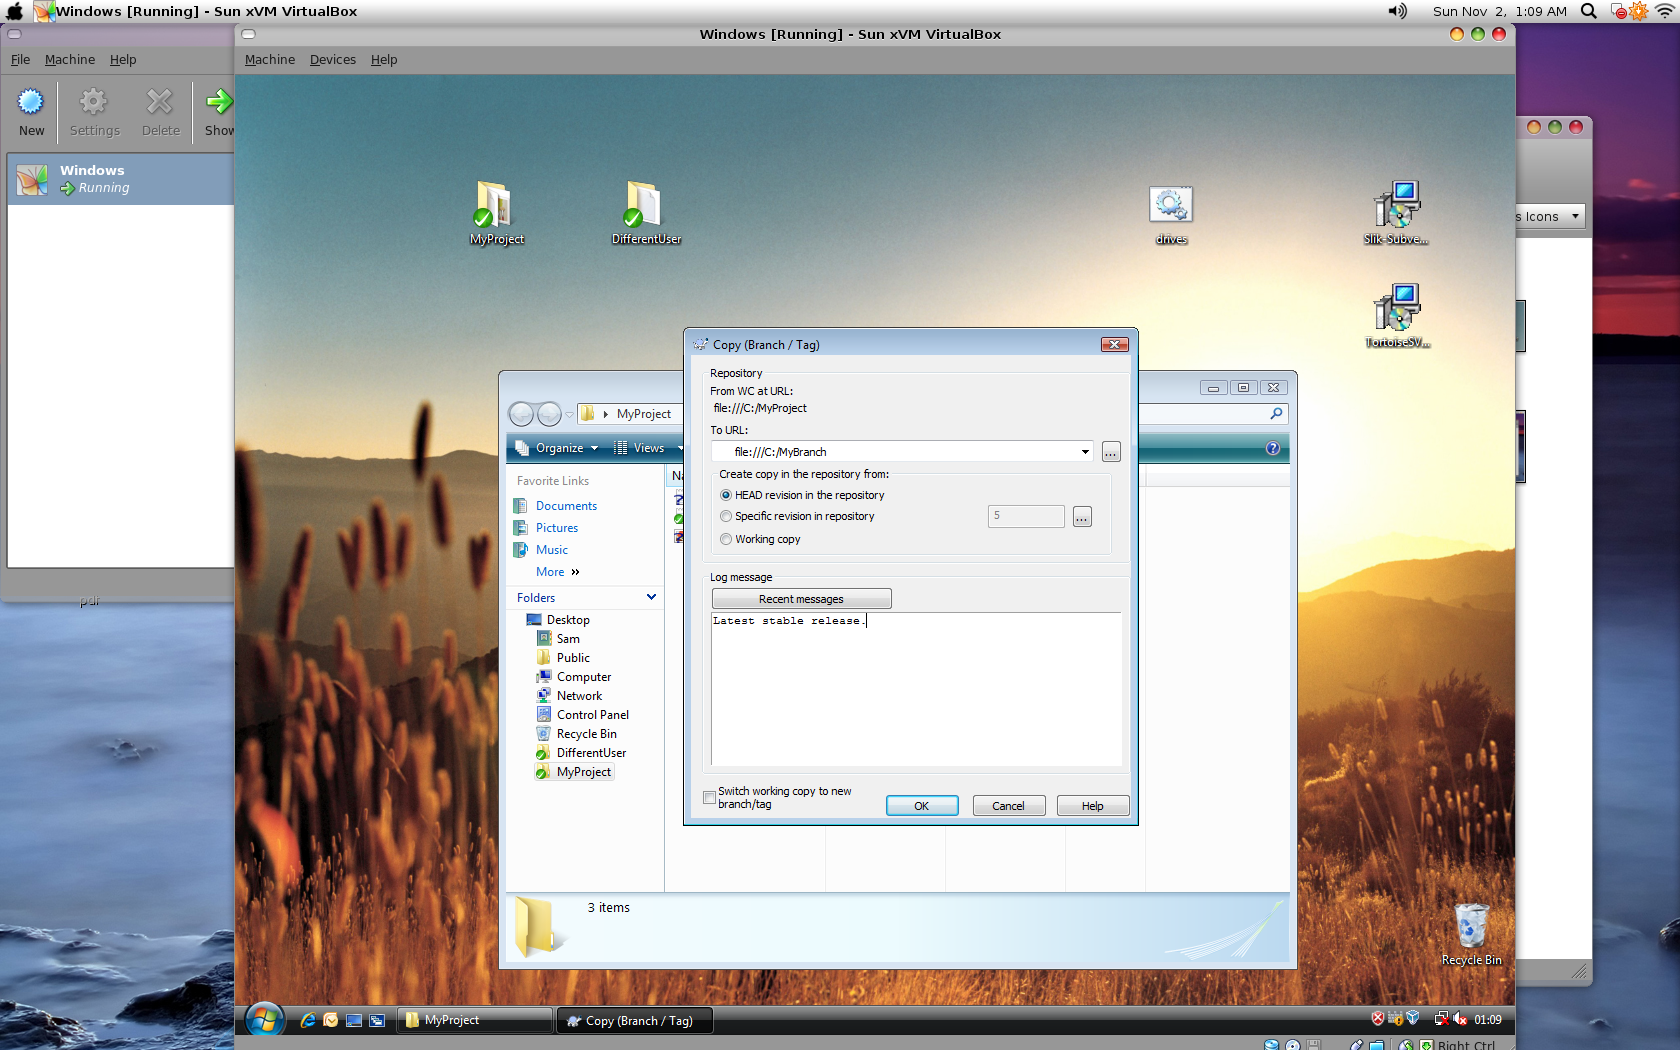 Windows [Running] - Sun xVM VirtualBox
Sun Nov 2, 1:09 AM
Windows [Running] - Sun xVM VirtualBox
File Machine Help
Machine Devices Help
New Settings Delete Show
Windows
Running
MyProject
DifferentUser
drives
Slik-Subve...
TortoiseSV...
s Icons
Copy (Branch / Tag)
Repository
From WC at URL:
file:///C:/MyProject
To URL:
file:///C:/MyBranch
...
Create copy in the repository from:
HEAD revision in the repository
Specific revision in repository
5
...
Working copy
Log message
Recent messages
Latest stable release.
Switch working copy to new
branch/tag
OK
Cancel
Help
MyProject
Organize
Views
Na
Favorite Links
Documents
Pictures
Music
More »
Folders
Desktop
Sam
Public
Computer
Network
Control Panel
Recycle Bin
DifferentUser
MyProject
3 items
pdr
Recycle Bin
MyProject
Copy (Branch / Tag)
01:09
Right Ctrl